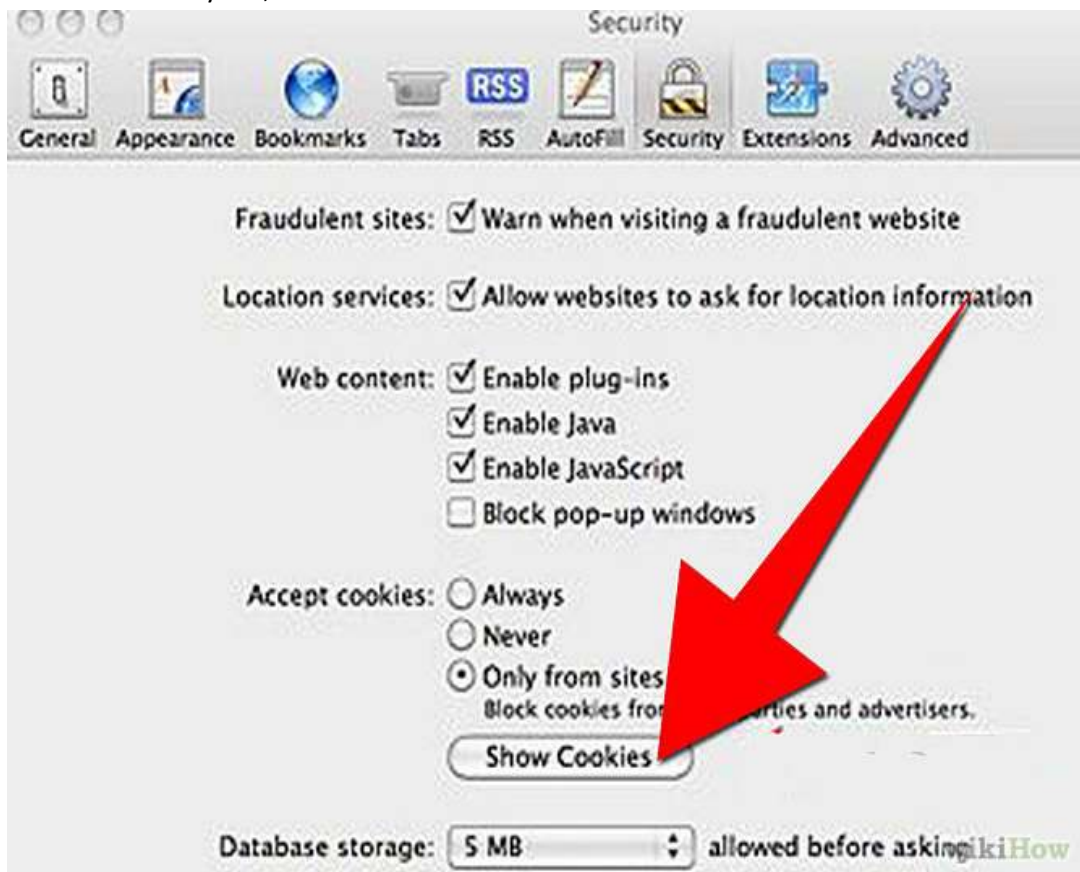 Security
RSS
General Appearance Bookmarks Tabs RSS AutoFill Security Extensions Advanced
Fraudulent sites: Warn when visiting a fraudulent website
Location services: Allow websites to ask for location information
Web content: Enable plug-ins
Enable Java
Enable JavaScript
Block pop-up windows
Accept cookies: Always
Never
Only from sites
Block cookies and advertisers.
Show Cookies
Database storage: 5 MB allowed before asking
wikiHow